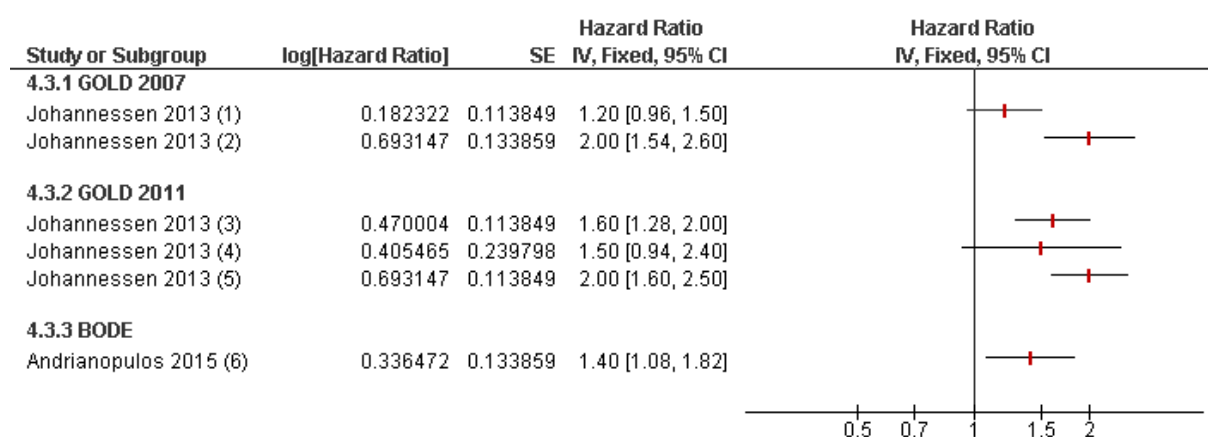 Hazard Ratio Hazard Ratio
Study or Subgroup log[Hazard Ratio] SE IV, Fixed, 95% CI IV, Fixed, 95% CI
4.3.1 GOLD 2007
Johannessen 2013 (1) 0.182322 0.113849 1.20 [0.96, 1.50]
Johannessen 2013 (2) 0.693147 0.133859 2.00 [1.54, 2.60]
4.3.2 GOLD 2011
Johannessen 2013 (3) 0.470004 0.113849 1.60 [1.28, 2.00]
Johannessen 2013 (4) 0.405465 0.239798 1.50 [0.94, 2.40]
Johannessen 2013 (5) 0.693147 0.113849 2.00 [1.60, 2.50]
4.3.3 BODE
Andrianopulos 2015 (6) 0.336472 0.133859 1.40 [1.08, 1.82]
0.5 0.7 1 1.5 2